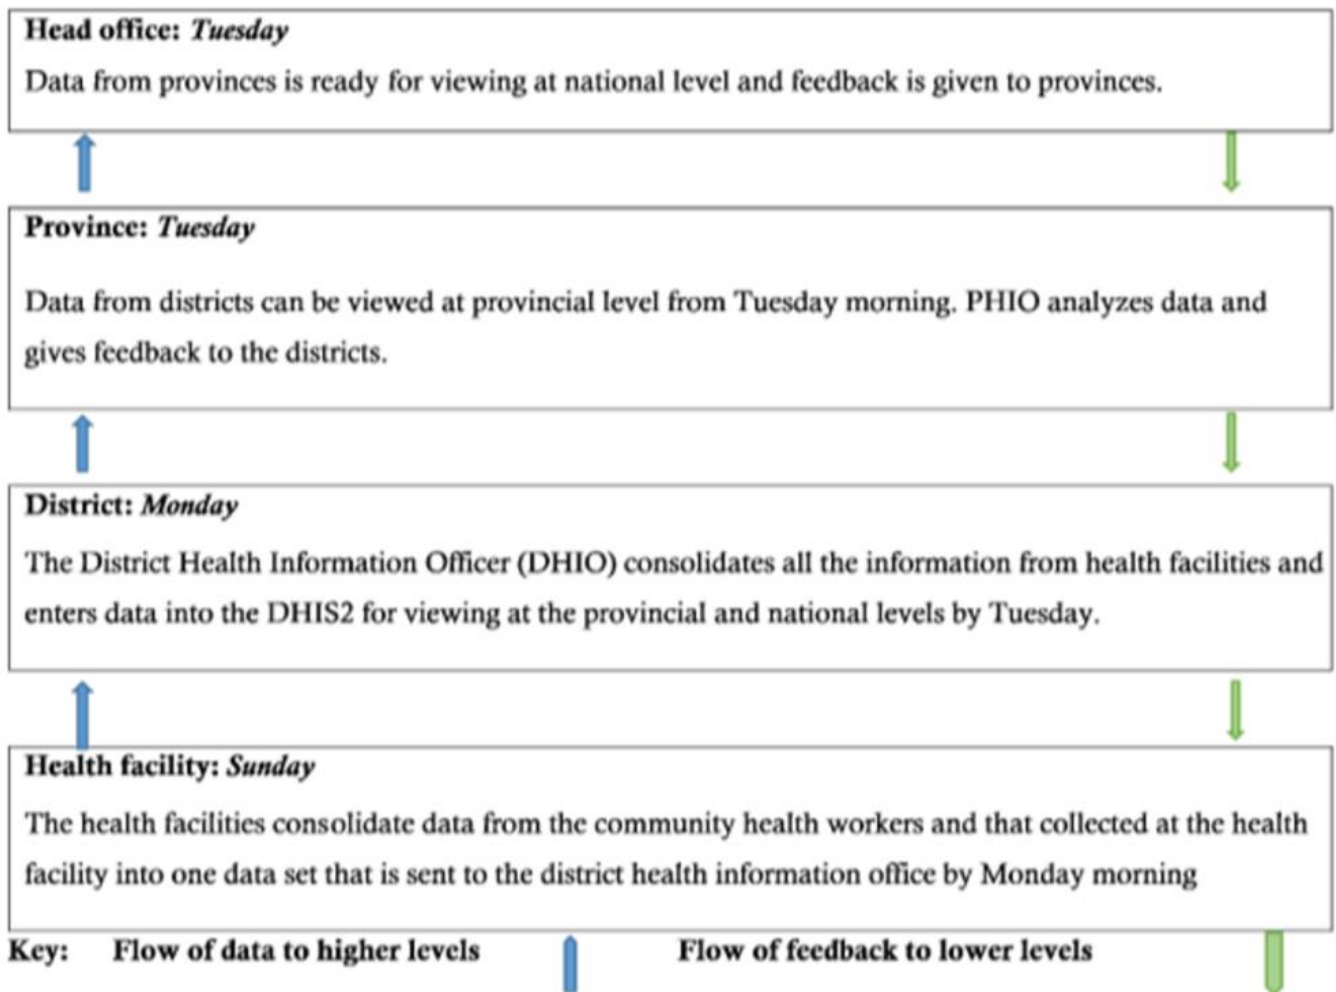 Head office: Tuesday
Data from provinces is ready for viewing at national level and feedback is given to provinces.
Province: Tuesday
Data from districts can be viewed at provincial level from Tuesday morning. PHIO analyzes data and
gives feedback to the districts.
District: Monday
The District Health Information Officer (DHIO) consolidates all the information from health facilities and
enters data into the DHIS2 for viewing at the provincial and national levels by Tuesday.
Health facility: Sunday
The health facilities consolidate data from the community health workers and that collected at the health
facility into one data set that is sent to the district health information office by Monday morning
Key: Flow of data to higher levels Flow of feedback to lower levels